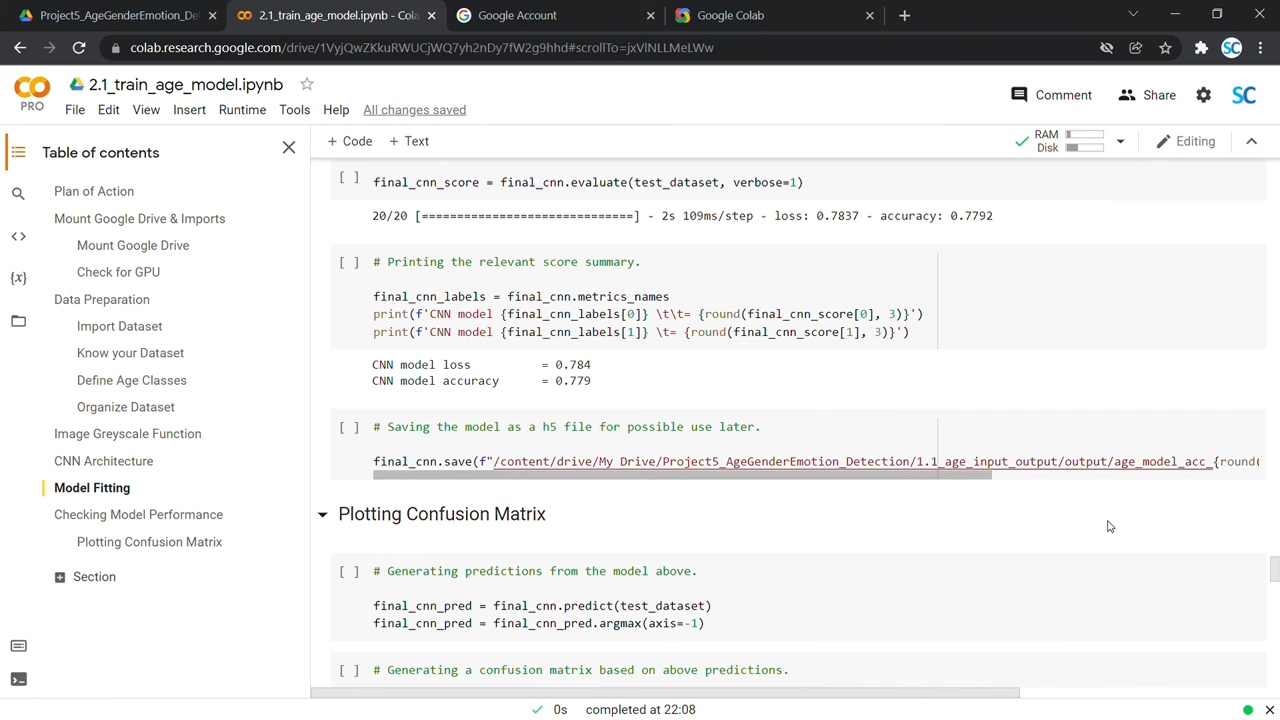 Project5_AgeGenderEmotion_De
2.1_train_age_model.ipynb - Cola
Google Account
Google Colab
colab.research.google.com/drive/1VyjQwZKkuRWUCjWQ7yh2nDy7fW2g9hhd#scrollTo=jxVlNLLMeLWw
SC
PRO
2.1_train_age_model.ipynb
File Edit View Insert Runtime Tools Help All changes saved
Comment Share SC
Table of contents
+ Code + Text
RAM
Disk
Editing
Plan of Action
Mount Google Drive & Imports
Mount Google Drive
Check for GPU
Data Preparation
Import Dataset
Know your Dataset
Define Age Classes
Organize Dataset
Image Greyscale Function
CNN Architecture
Model Fitting
Checking Model Performance
Plotting Confusion Matrix
Section
{x}
[ ] final_cnn_score = final_cnn.evaluate(test_dataset, verbose=1)
20/20 [==============================] - 2s 109ms/step - loss: 0.7837 - accuracy: 0.7792
[ ] # Printing the relevant score summary.
final_cnn_labels = final_cnn.metrics_names
print(f'CNN model {final_cnn_labels[0]} \t\t= {round(final_cnn_score[0], 3)}')
print(f'CNN model {final_cnn_labels[1]} \t= {round(final_cnn_score[1], 3)}')
CNN model loss = 0.784
CNN model accuracy = 0.779
[ ] # Saving the model as a h5 file for possible use later.
final_cnn.save(f"/content/drive/My Drive/Project5_AgeGenderEmotion_Detection/1.1_age_input_output/output/age_model_acc_{round(
Plotting Confusion Matrix
[ ] # Generating predictions from the model above.
final_cnn_pred = final_cnn.predict(test_dataset)
final_cnn_pred = final_cnn_pred.argmax(axis=-1)
[ ] # Generating a confusion matrix based on above predictions.
0s completed at 22:08